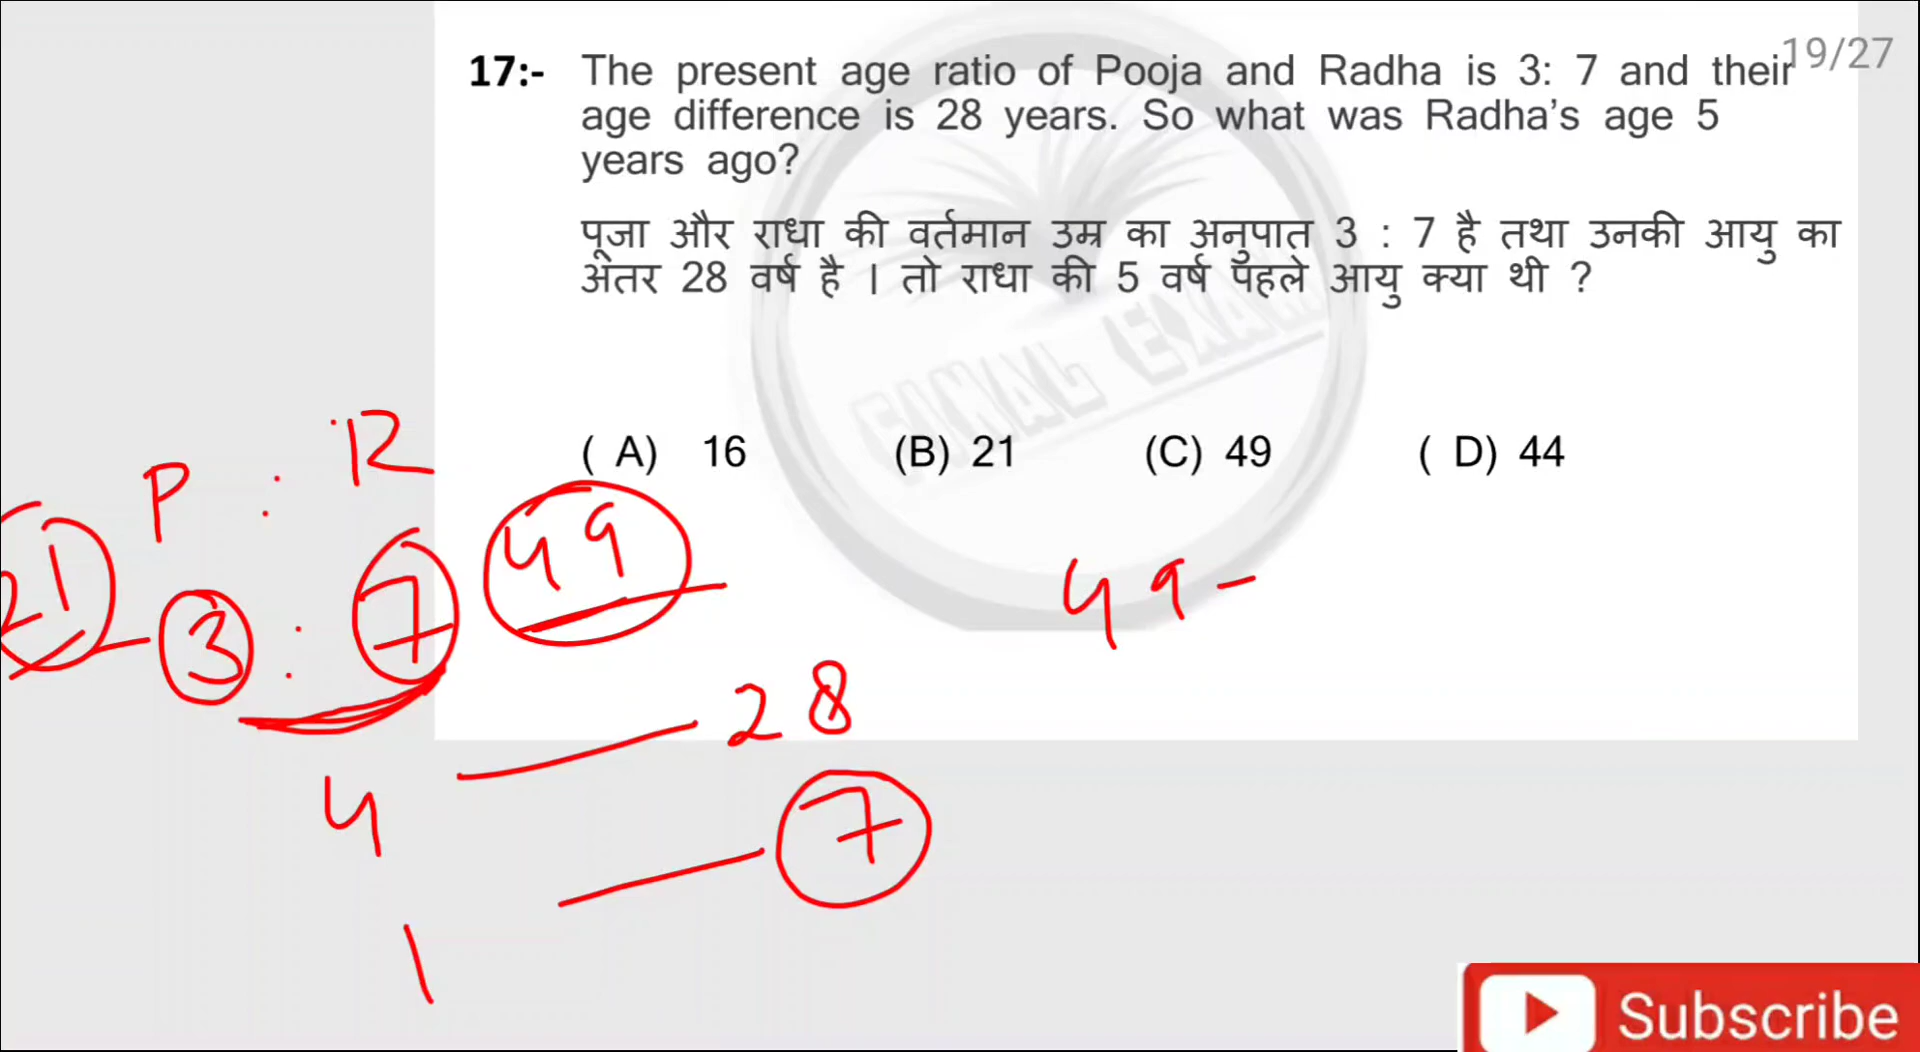 19/27
17:- The present age ratio of Pooja and Radha is 3: 7 and their
age difference is 28 years. So what was Radha's age 5
years ago?
पूजा और राधा की वर्तमान उम्र का अनुपात 3 : 7 है तथा उनकी आयु का
अंतर 28 वर्ष है । तो राधा की 5 वर्ष पहले आयु क्या थी ?
FINAL EXAM
( A) 16 (B) 21 (C) 49 ( D) 44
P : R
21 3 : 7 49
49-
4 28
1 7
Subscribe